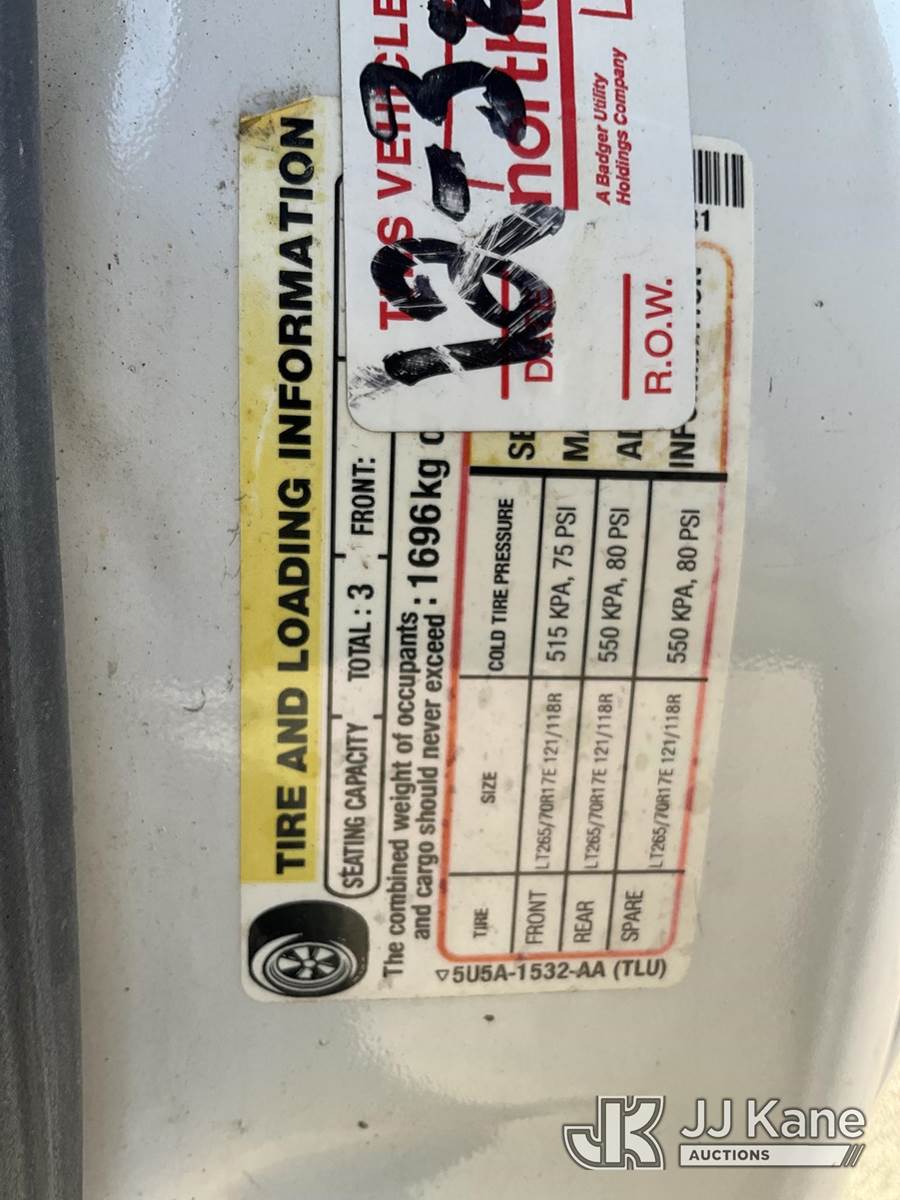 TIRE AND LOADING INFORMATION
SEATING CAPACITY
TOTAL : 3
FRONT:
The combined weight of occupants
and cargo should never exceed : 1696kg
TIRE SIZE COLD TIRE PRESSURE
FRONT LT265/70R17E 121/118R 515 KPA, 75 PSI
REAR LT265/70R17E 121/118R 550 KPA, 80 PSI
SPARE LT265/70R17E 121/118R 550 KPA, 80 PSI
5U5A-1532-AA (TLU)
VEHICLE
A Badger Utility
Holdings Company
R.O.W.
JK JJ Kane
AUCTIONS